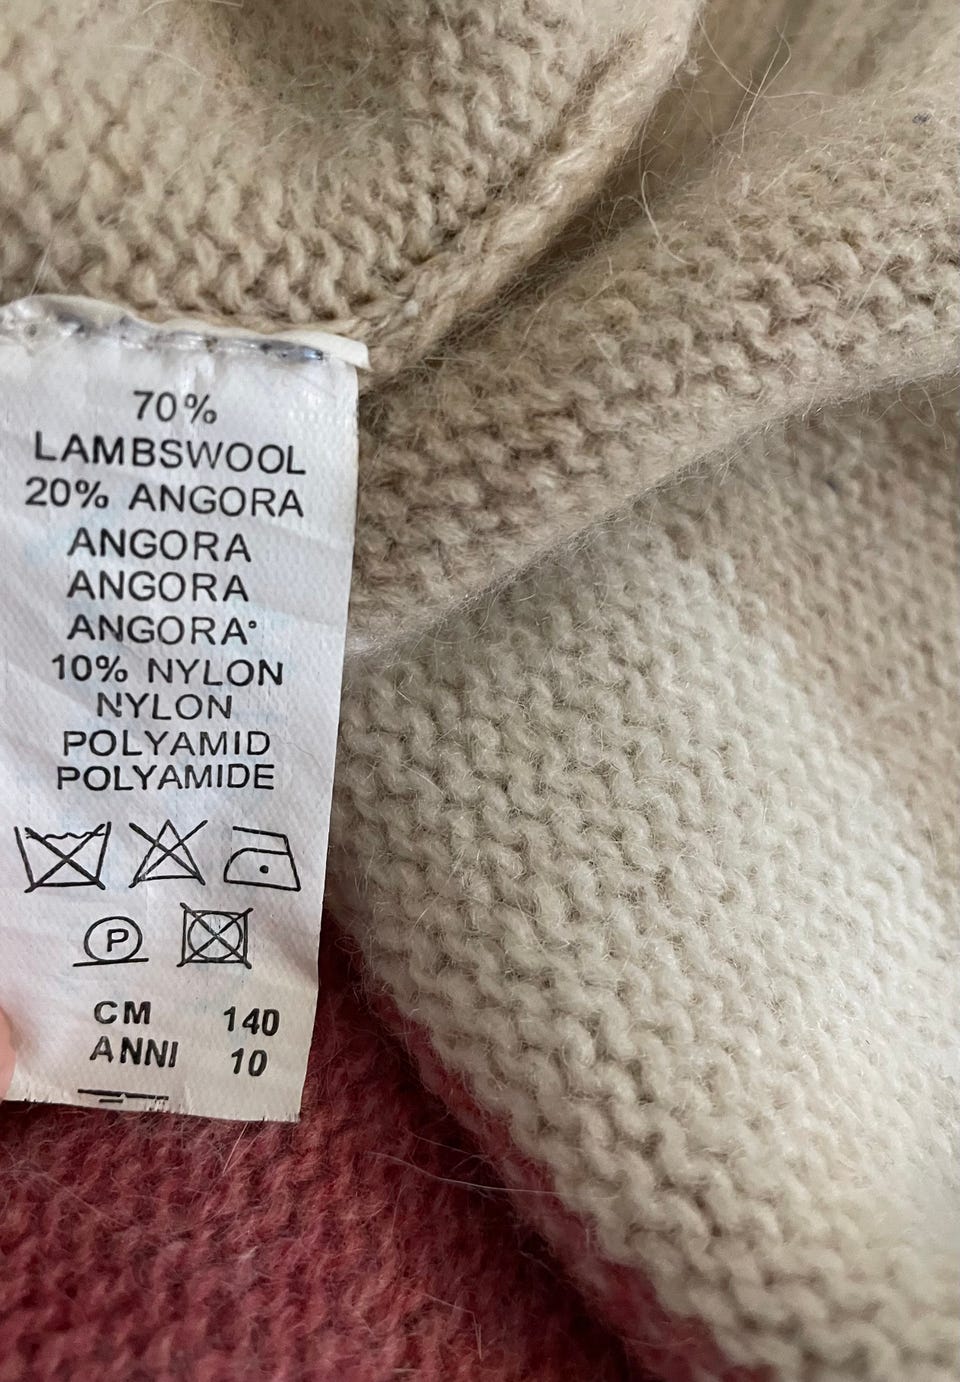 70%
LAMBSWOOL
20% ANGORA
ANGORA
ANGORA
ANGORA°
10% NYLON
NYLON
POLYAMID
POLYAMIDE
P
CM 140
ANNI 10